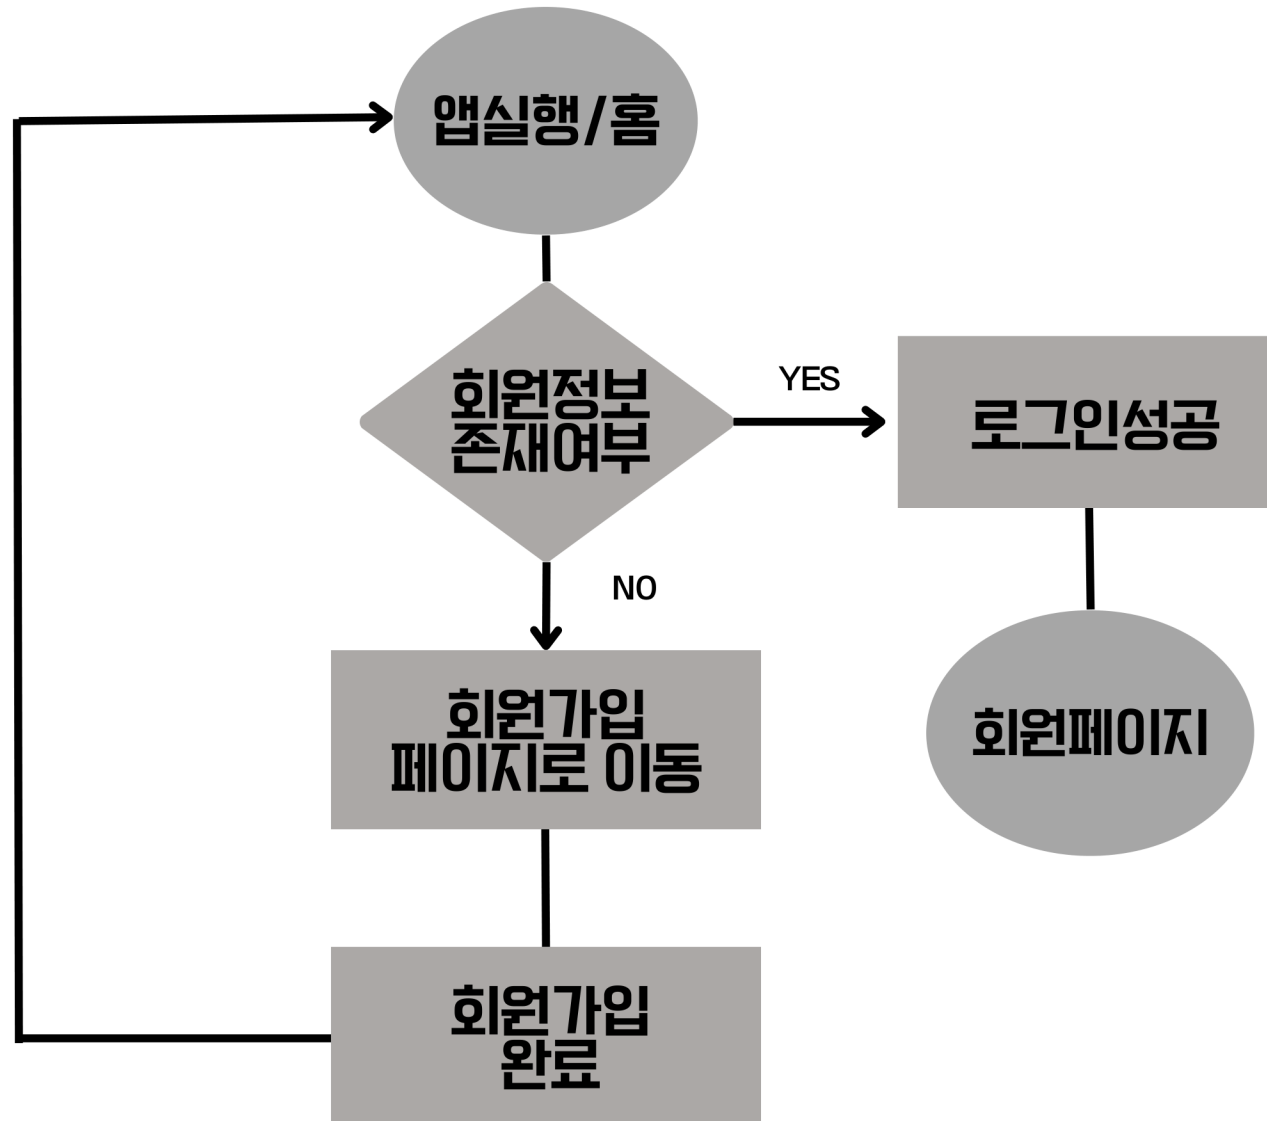 앱실행/홈
회원정보
존재여부
YES
로그인성공
NO
회원가입
페이지로 이동
회원페이지
회원가입
완료